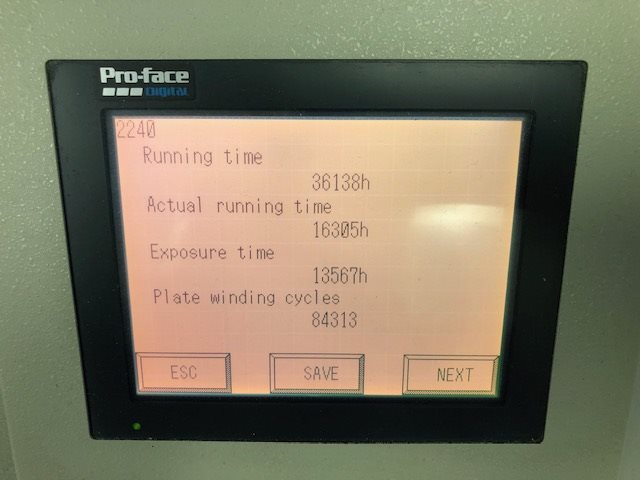 Pro-face
DIGITAL
2240
Running time
36138h
Actual running time
16305h
Exposure time
13567h
Plate winding cycles
84313
ESC SAVE NEXT